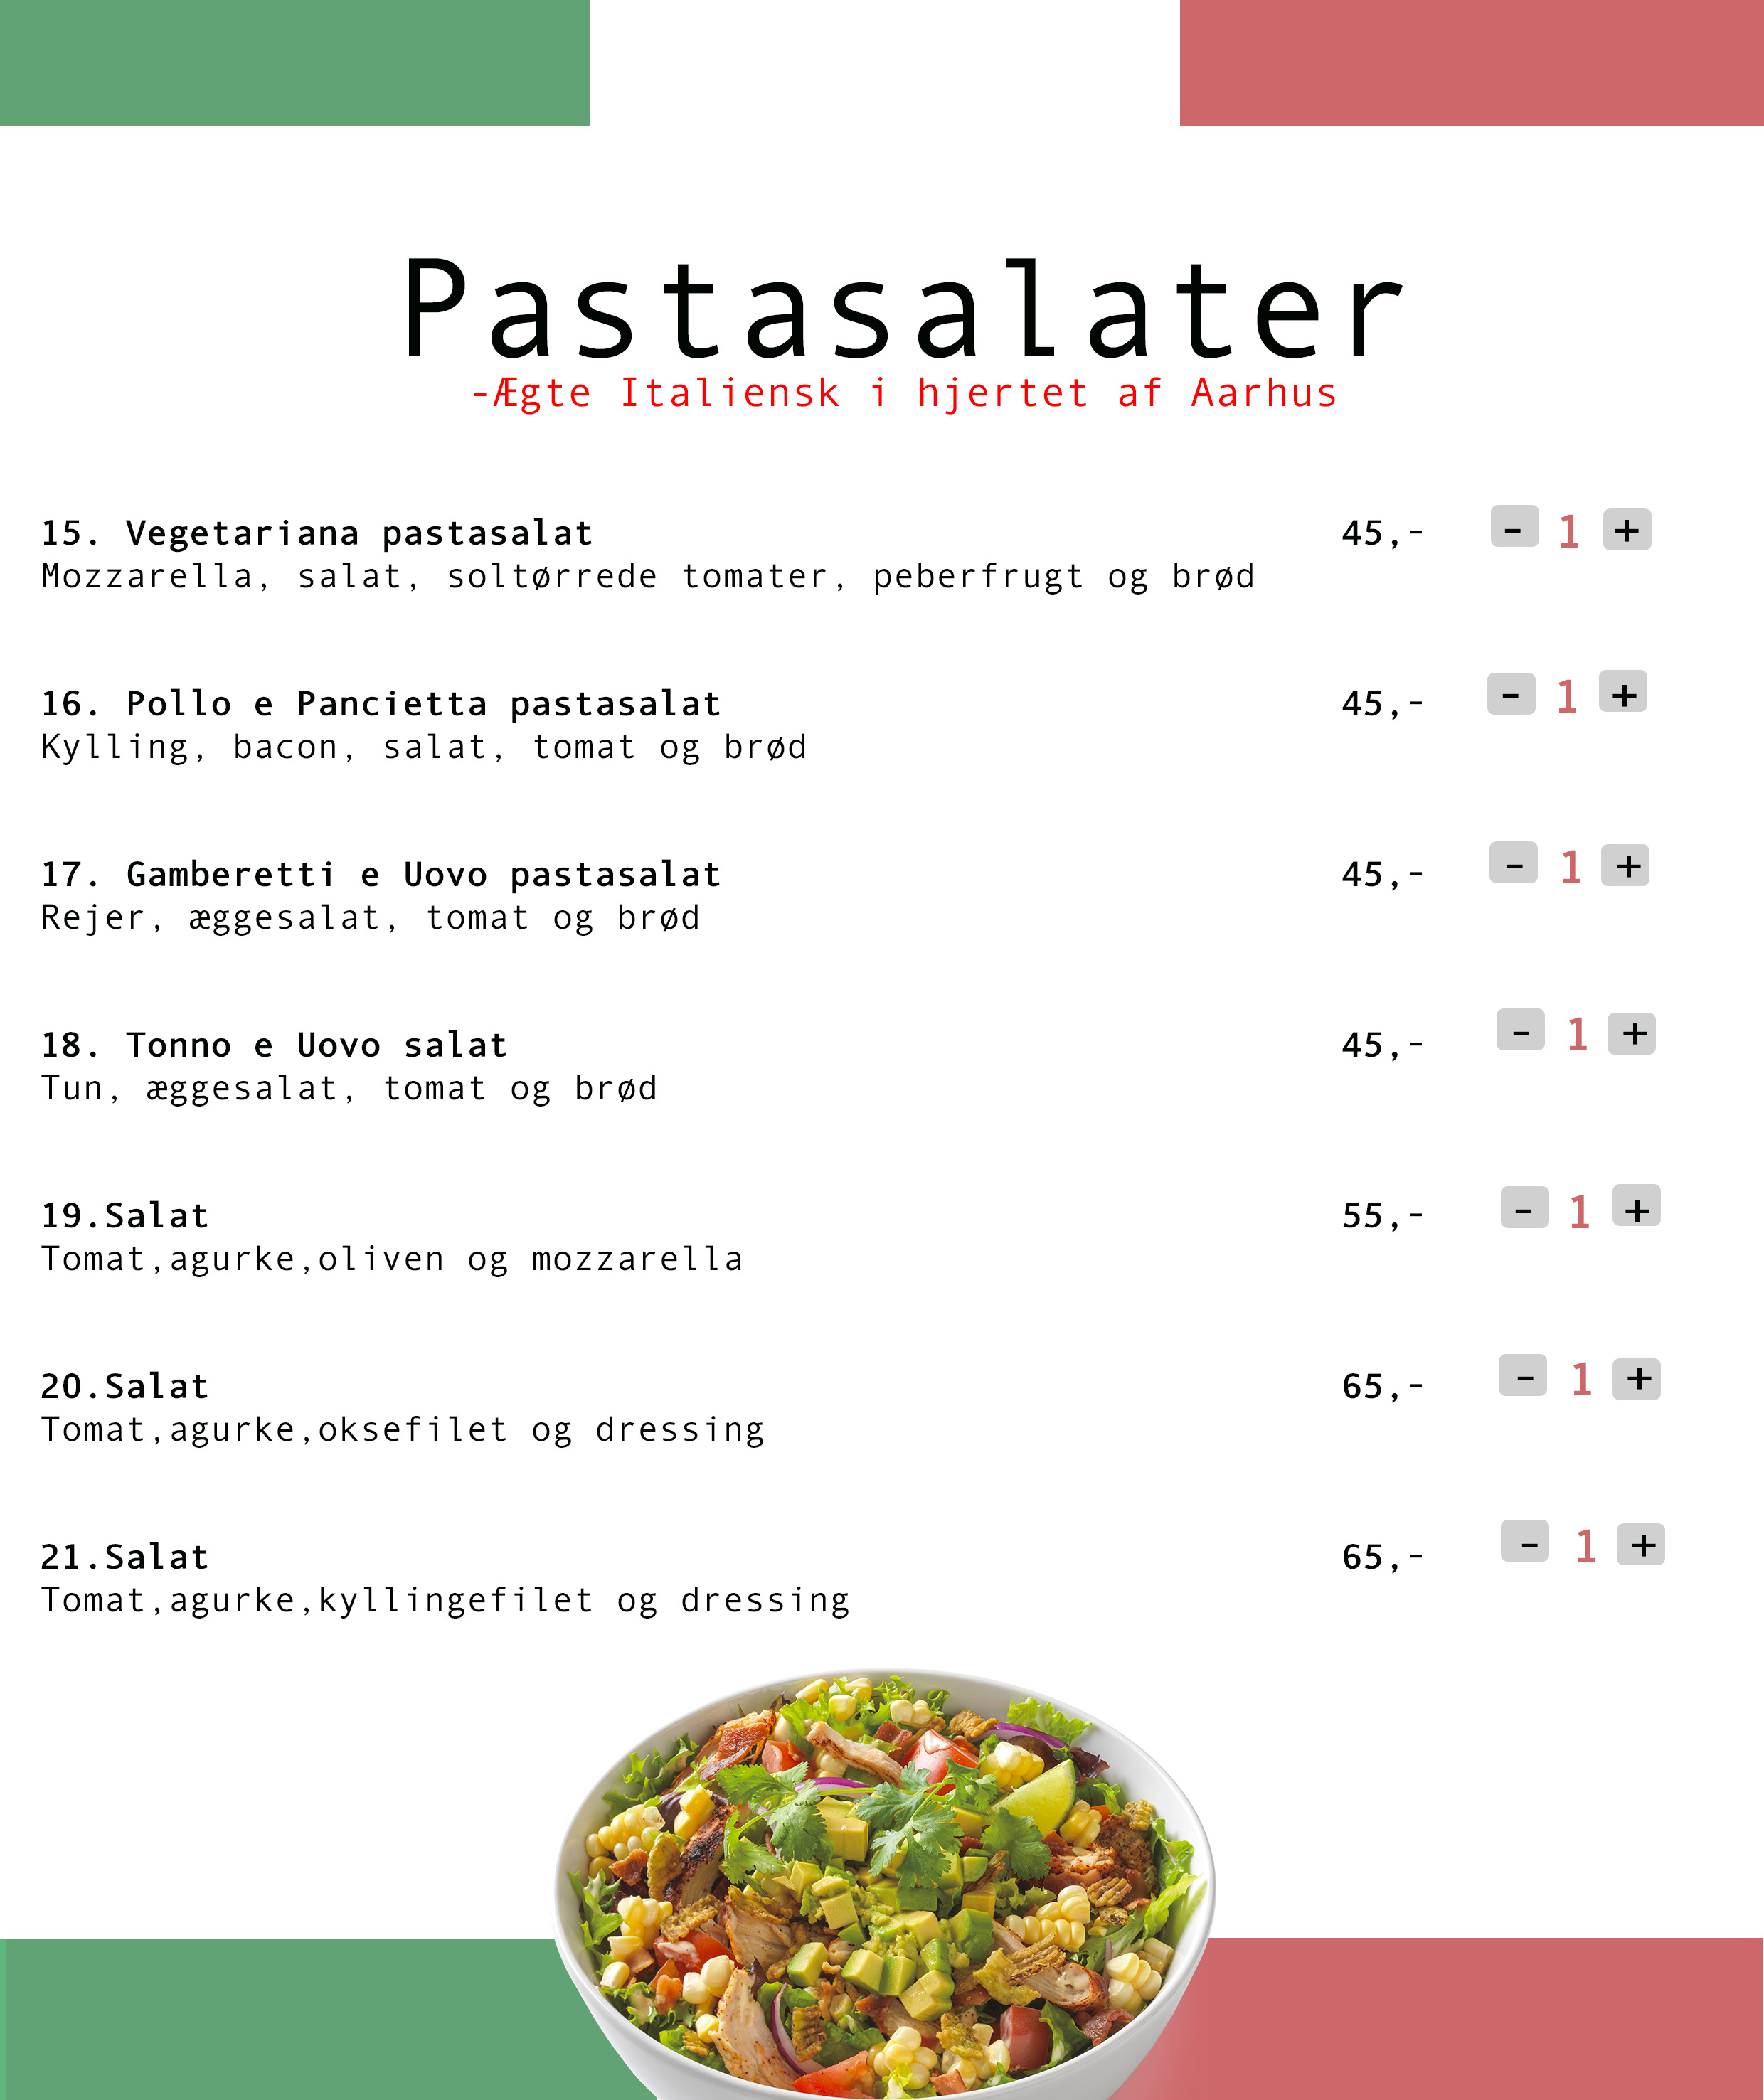 Pastasalater
-Ægte Italiensk i hjertet af Aarhus
15. Vegetariana pastasalat 45,- - 1 +
Mozzarella, salat, soltørrede tomater, peberfrugt og brød
16. Pollo e Pancietta pastasalat 45,- - 1 +
Kylling, bacon, salat, tomat og brød
17. Gamberetti e Uovo pastasalat 45,- - 1 +
Rejer, æggesalat, tomat og brød
18. Tonno e Uovo salat 45,- - 1 +
Tun, æggesalat, tomat og brød
19.Salat 55,- - 1 +
Tomat,agurke,oliven og mozzarella
20.Salat 65,- - 1 +
Tomat,agurke,oksefilet og dressing
21.Salat 65,- - 1 +
Tomat,agurke,kyllingefilet og dressing